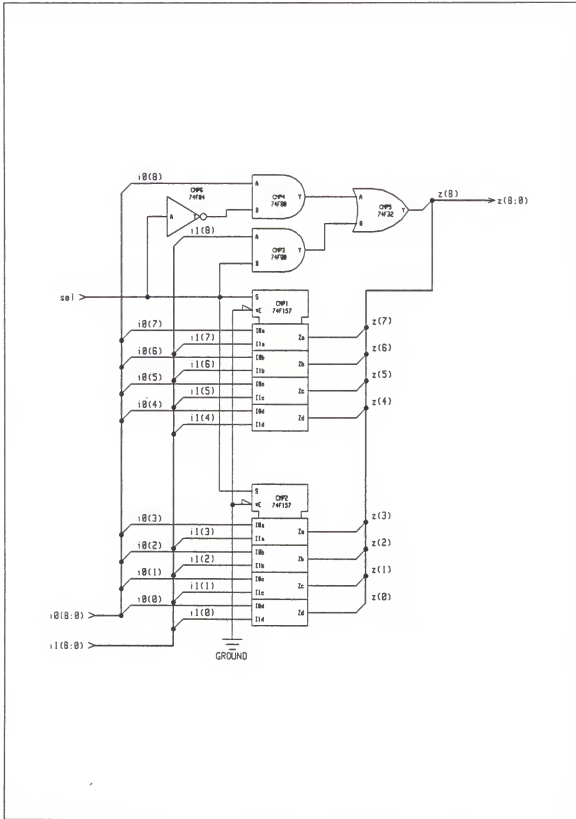 i0(8)
CMP6
74F04
A
Y
A
B
CMP4
74F08
Y
A
B
CMP5
74F32
Y
z(8)
z(8:0)
i1(8)
A
B
CMP3
74F08
Y
sel
S
vE
CMP1
74F157
i0(7)
i1(7)
I0a
I1a
Za
z(7)
i0(6)
i1(6)
I0b
I1b
Zb
z(6)
i0(5)
i1(5)
I0c
I1c
Zc
z(5)
i0(4)
i1(4)
I0d
I1d
Zd
z(4)
S
vE
CMP2
74F157
i0(3)
i1(3)
I0a
I1a
Za
z(3)
i0(2)
i1(2)
I0b
I1b
Zb
z(2)
i0(1)
i1(1)
I0c
I1c
Zc
z(1)
i0(0)
i1(0)
I0d
I1d
Zd
z(0)
i0(8:0)
i1(8:0)
GROUND